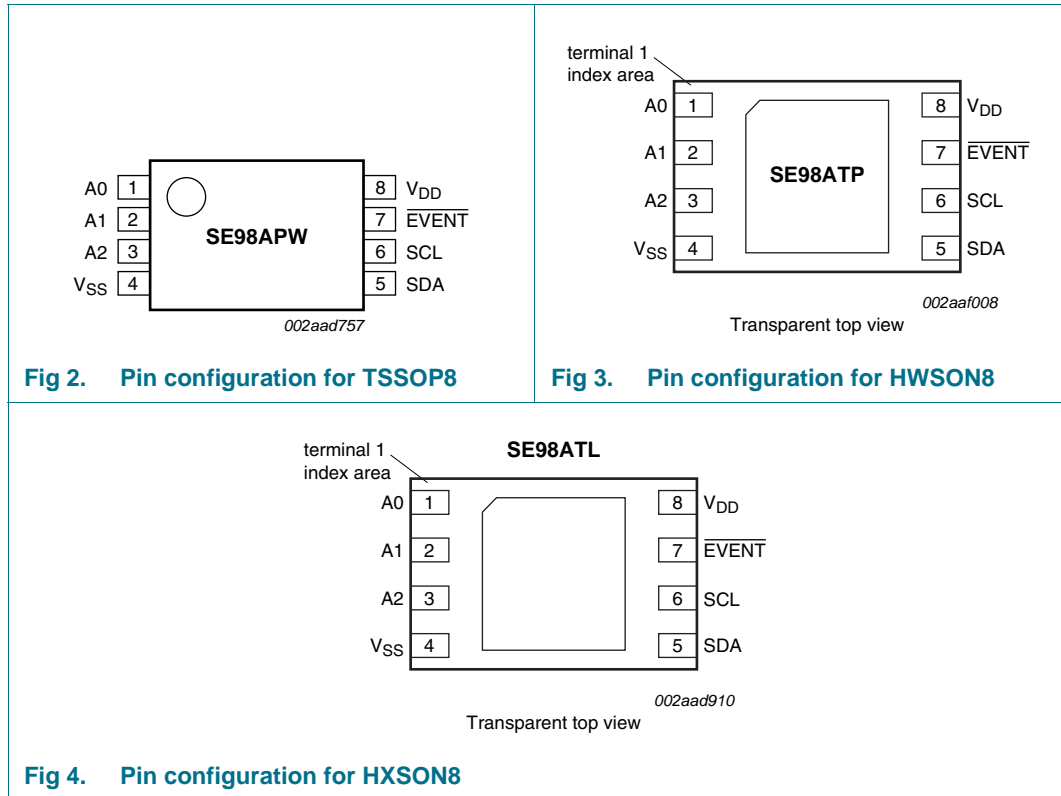 A0 1
A1 2
A2 3
VSS 4
SE98APW
8 VDD
7 EVENT
6 SCL
5 SDA
002aad757
Fig 2. Pin configuration for TSSOP8
terminal 1
index area
A0 1
A1 2
A2 3
VSS 4
SE98ATP
8 VDD
7 EVENT
6 SCL
5 SDA
002aaf008
Transparent top view
Fig 3. Pin configuration for HWSON8
terminal 1
index area
SE98ATL
A0 1
A1 2
A2 3
VSS 4
8 VDD
7 EVENT
6 SCL
5 SDA
002aad910
Transparent top view
Fig 4. Pin configuration for HXSON8